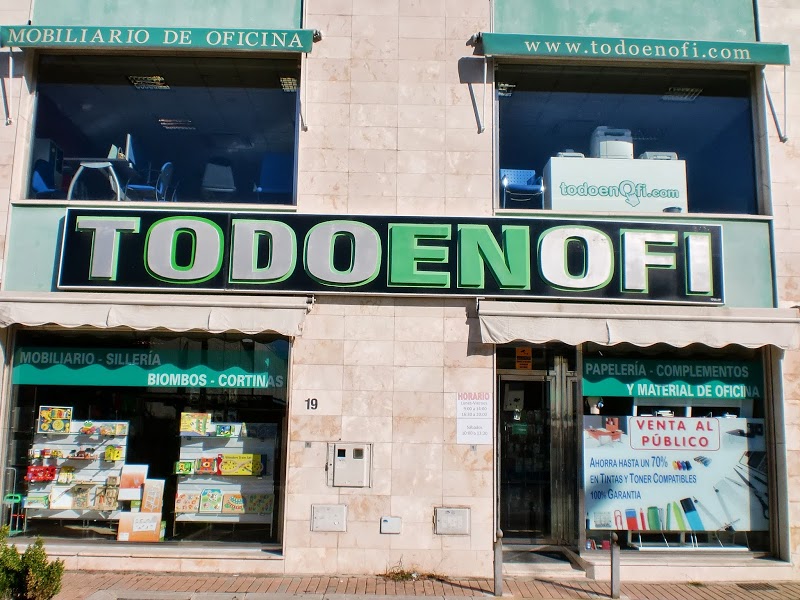 MOBILIARIO DE OFICINA
www.todoenofi.com
todoenofi.com
TODOENOFI
MOBILIARIO - SILLERÍA
BIOMBOS - CORTINAS
19
HORARIO
PAPELERÍA - COMPLEMENTOS
Y MATERIAL DE OFICINA
VENTA AL
PÚBLICO
AHORRA HASTA UN 70%
EN TINTAS Y TONER COMPATIBLES
100% GARANTIA